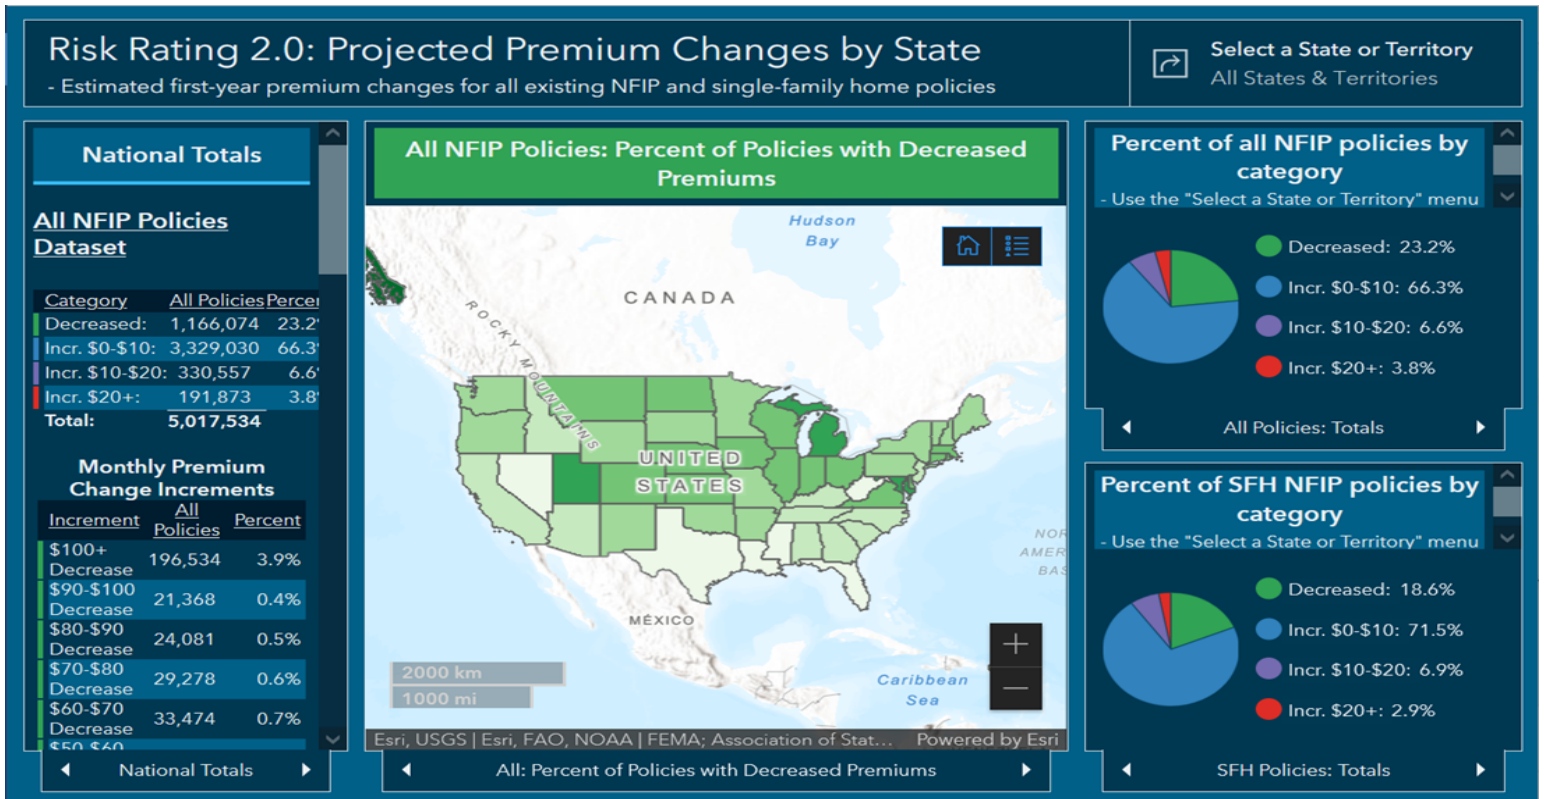 Risk Rating 2.0: Projected Premium Changes by State
- Estimated first-year premium changes for all existing NFIP and single-family home policies
Select a State or Territory
All States & Territories
National Totals
All NFIP Policies
Dataset
Category All Policies
Decreased: 1,166,074 23.2
Incr. $0-$10: 3,329,030 66.3
Incr. $10-$20: 330,557 6.6
Incr. $20+: 191,873 3.8
Total: 5,017,534
Monthly Premium
Change Increments
Increment All Policies Percent
$100+ Decrease 196,534 3.9%
$90-$100 Decrease 21,368 0.4%
$80-$90 Decrease 24,081 0.5%
$70-$80 Decrease 29,278 0.6%
$60-$70 Decrease 33,474 0.7%
$50-$60
National Totals
All NFIP Policies: Percent of Policies with Decreased
Premiums
Hudson
Bay
CANADA
ROCKY MOUNTAINS
UNITED
STATES
MÉXICO
Caribbean
Sea
2000 km
1000 mi
Esri, USGS | Esri, FAO, NOAA | FEMA; Association of Stat... Powered by Esri
All: Percent of Policies with Decreased Premiums
Percent of all NFIP policies by
category
- Use the "Select a State or Territory" menu
Decreased: 23.2%
Incr. $0-$10: 66.3%
Incr. $10-$20: 6.6%
Incr. $20+: 3.8%
All Policies: Totals
Percent of SFH NFIP policies by
category
- Use the "Select a State or Territory" menu
Decreased: 18.6%
Incr. $0-$10: 71.5%
Incr. $10-$20: 6.9%
Incr. $20+: 2.9%
SFH Policies: Totals